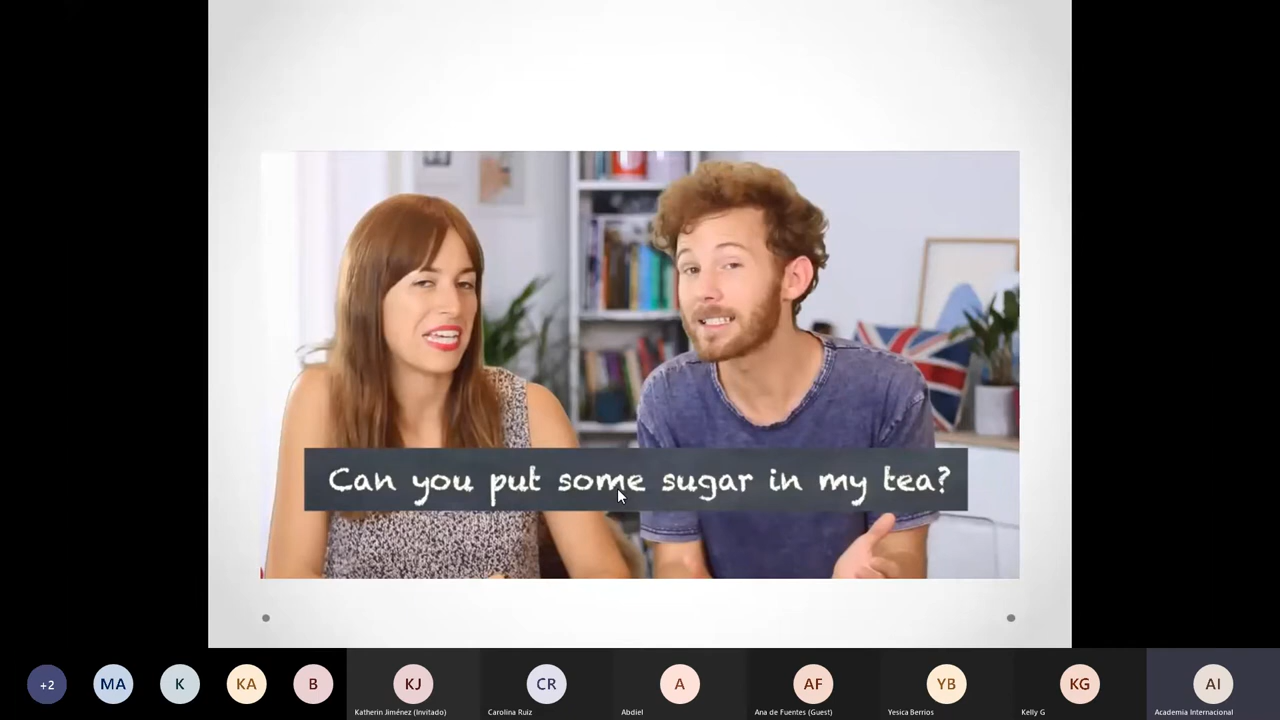 Can you put some sugar in my tea?
+2
MA
K
KA
B
KJ
CR
A
AF
YB
KG
AI
Katherin Jiménez (Invitado)
Carolina Ruiz
Abdiel
Ana de Fuentes (Guest)
Yesica Berrios
Kelly G
Academia Internacional